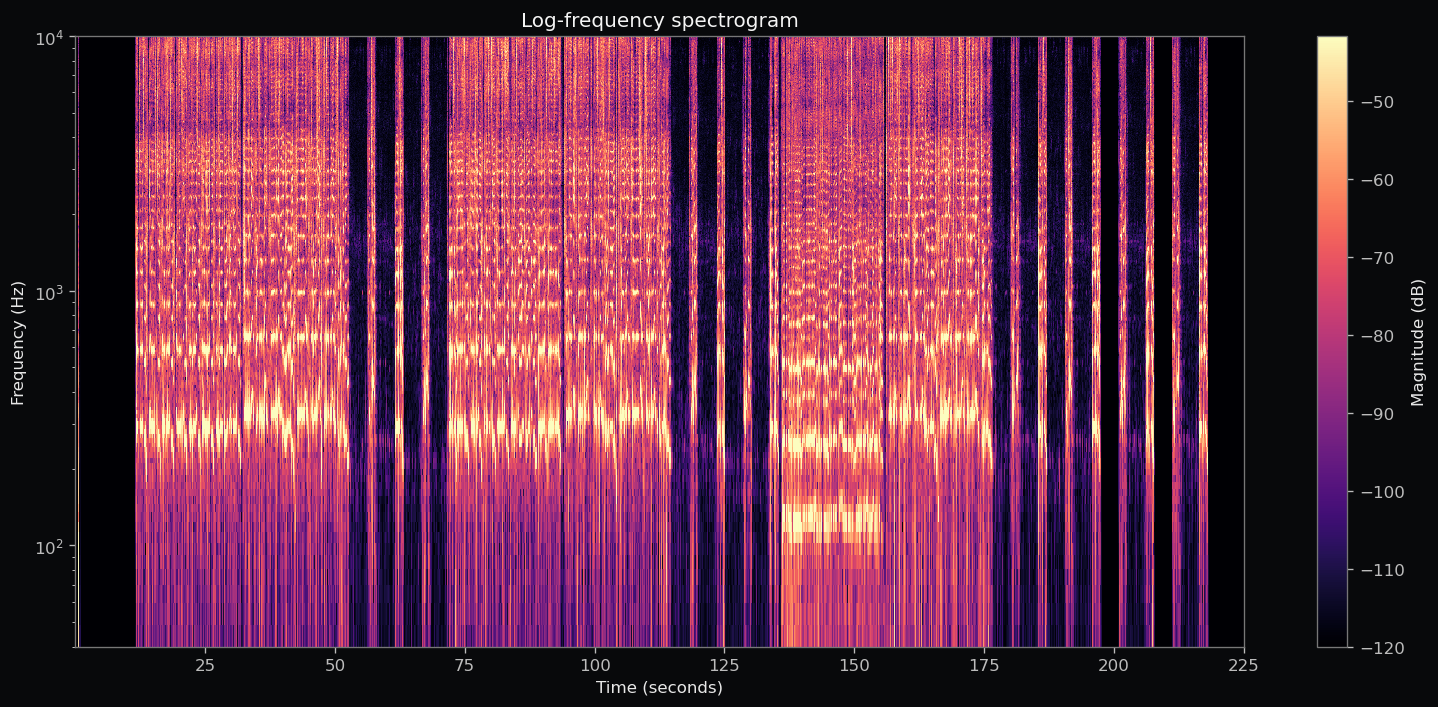 Log-frequency spectrogram
Frequency (Hz)
10⁴
10³
10²
25 50 75 100 125 150 175 200 225
Time (seconds)
−50
−60
−70
−80
−90
−100
−110
−120
Magnitude (dB)